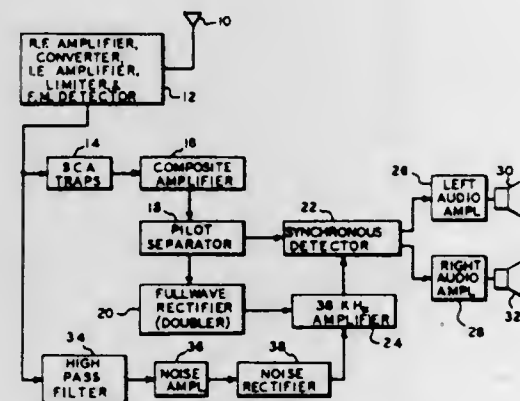 10
R.F. AMPLIFIER,
CONVERTER,
I.F. AMPLIFIER,
LIMITER &
F.M. DETECTOR
12
14
SCA
TRAPS
16
COMPOSITE
AMPLIFIER
18
PILOT
SEPARATOR
22
SYNCHRONOUS
DETECTOR
26
LEFT
AUDIO
AMPL
30
RIGHT
AUDIO
AMPL
28
32
20
FULLWAVE
RECTIFIER
(DOUBLER)
38 KHz
AMPLIFIER
24
34
HIGH
PASS
FILTER
36
NOISE
AMPL
38
NOISE
RECTIFIER